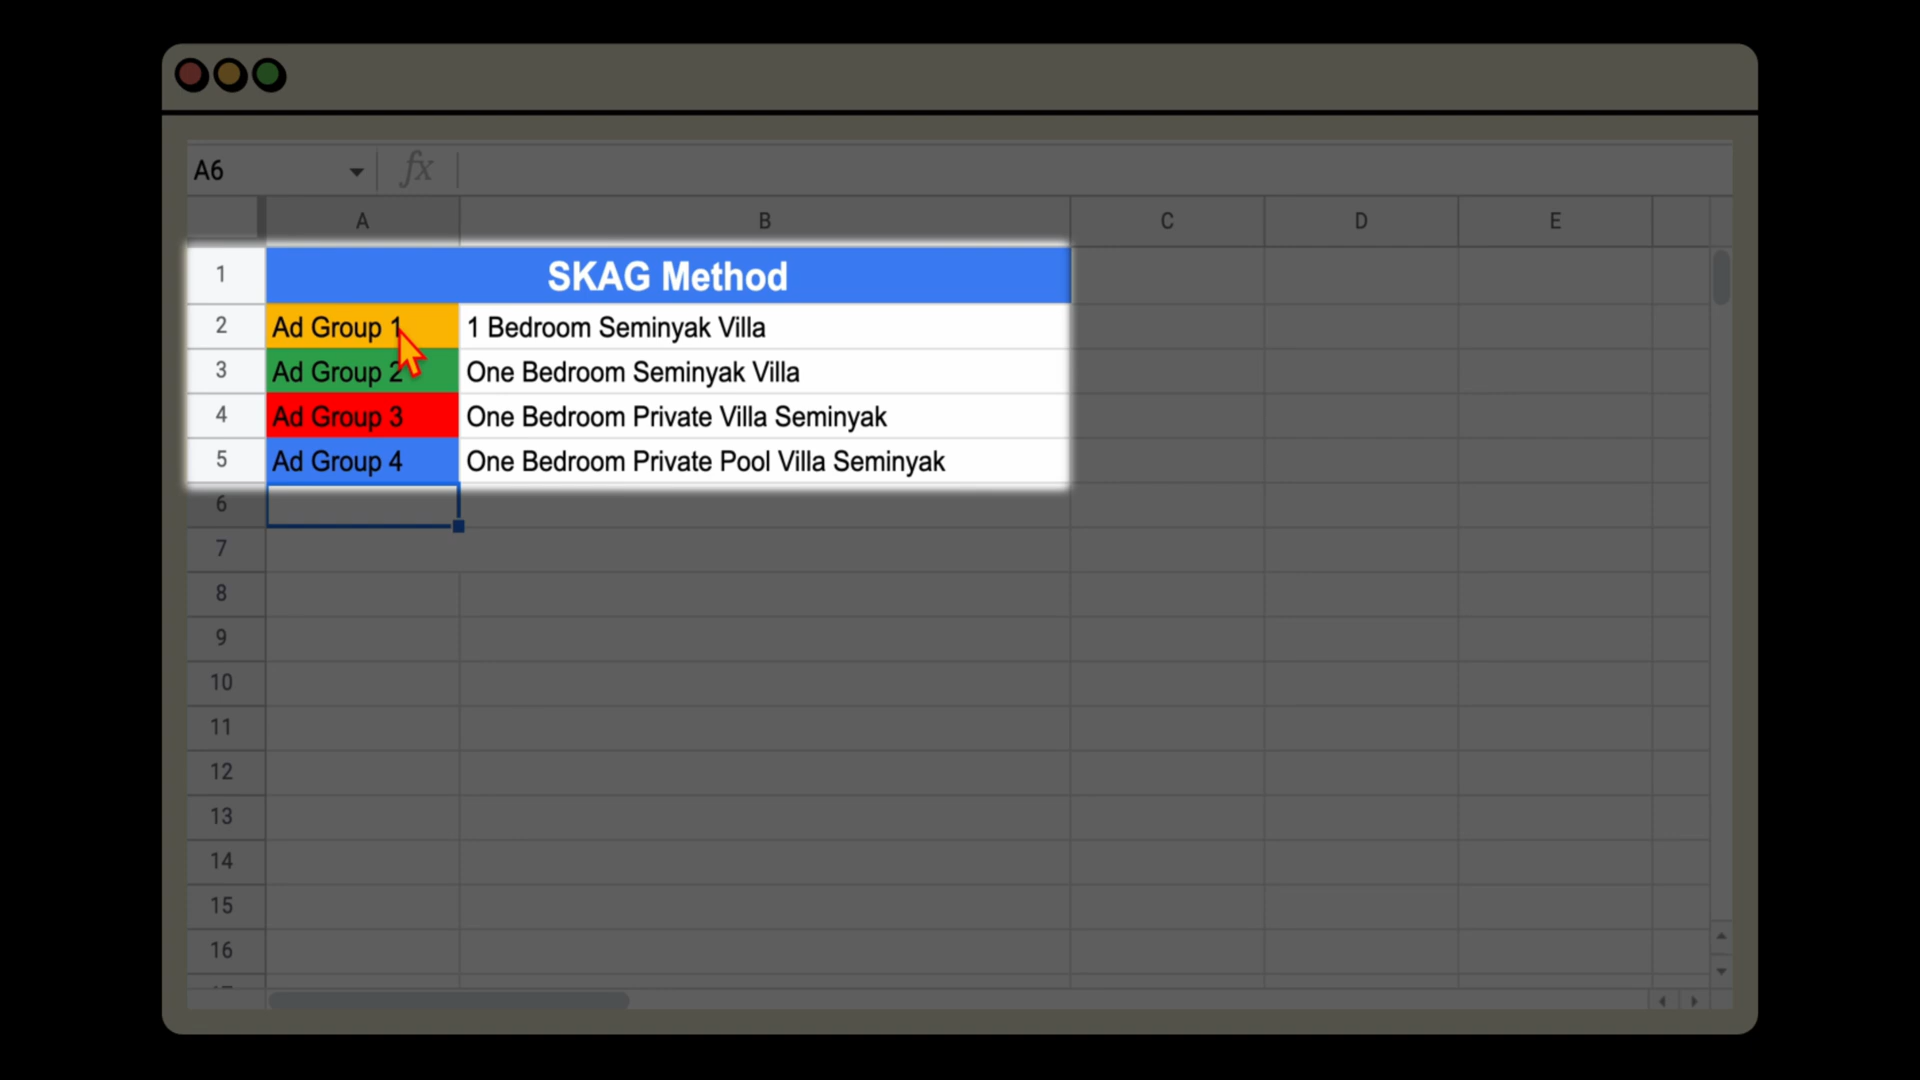 A6 fx
A B C D E
1 SKAG Method
2 Ad Group 1 1 Bedroom Seminyak Villa
3 Ad Group 2 One Bedroom Seminyak Villa
4 Ad Group 3 One Bedroom Private Villa Seminyak
5 Ad Group 4 One Bedroom Private Pool Villa Seminyak
6
7
8
9
10
11
12
13
14
15
16